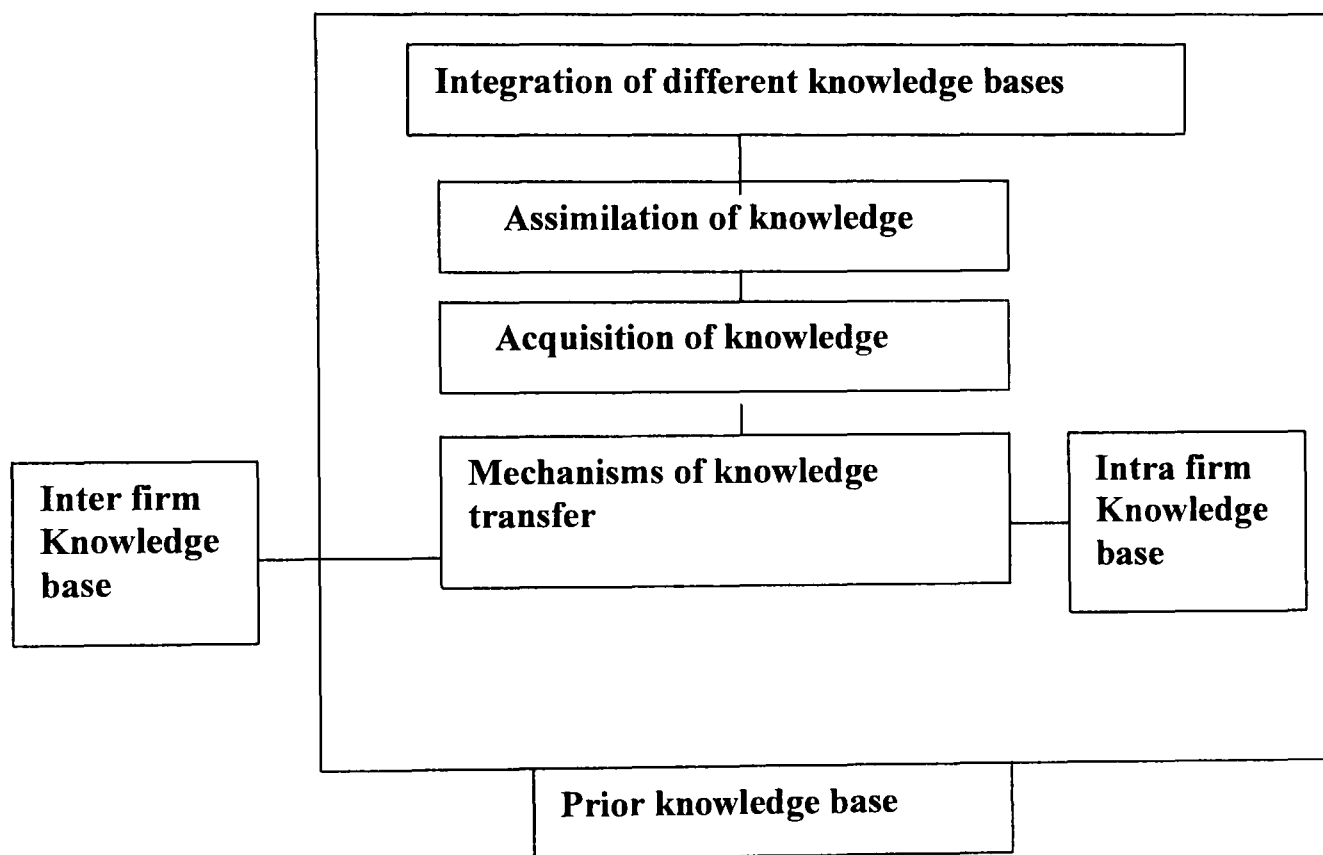 Integration of different knowledge bases
Assimilation of knowledge
Acquisition of knowledge
Mechanisms of knowledge
transfer
Inter firm
Knowledge
base
Intra firm
Knowledge
base
Prior knowledge base